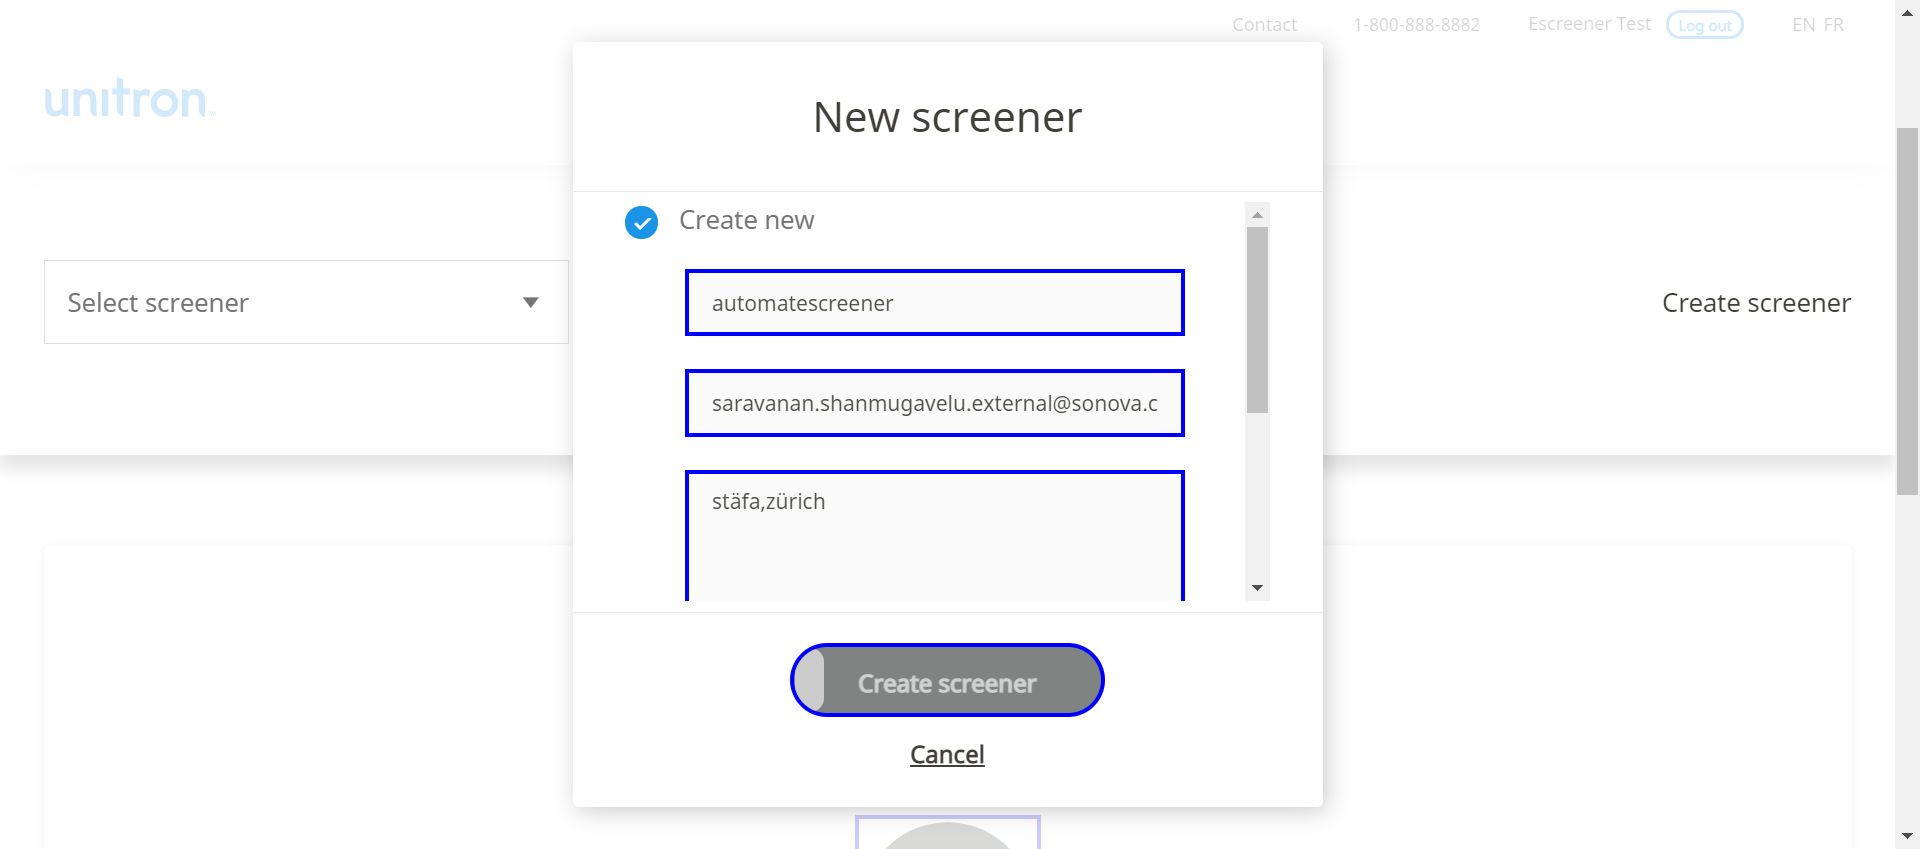 Contact 1-800-888-8882 Escreener Test Log out EN FR
unitron
New screener
Create new
automatescreener
Select screener
Create screener
saravanan.shanmugavelu.external@sonova.c
stäfa,zürich
Create screener
Cancel